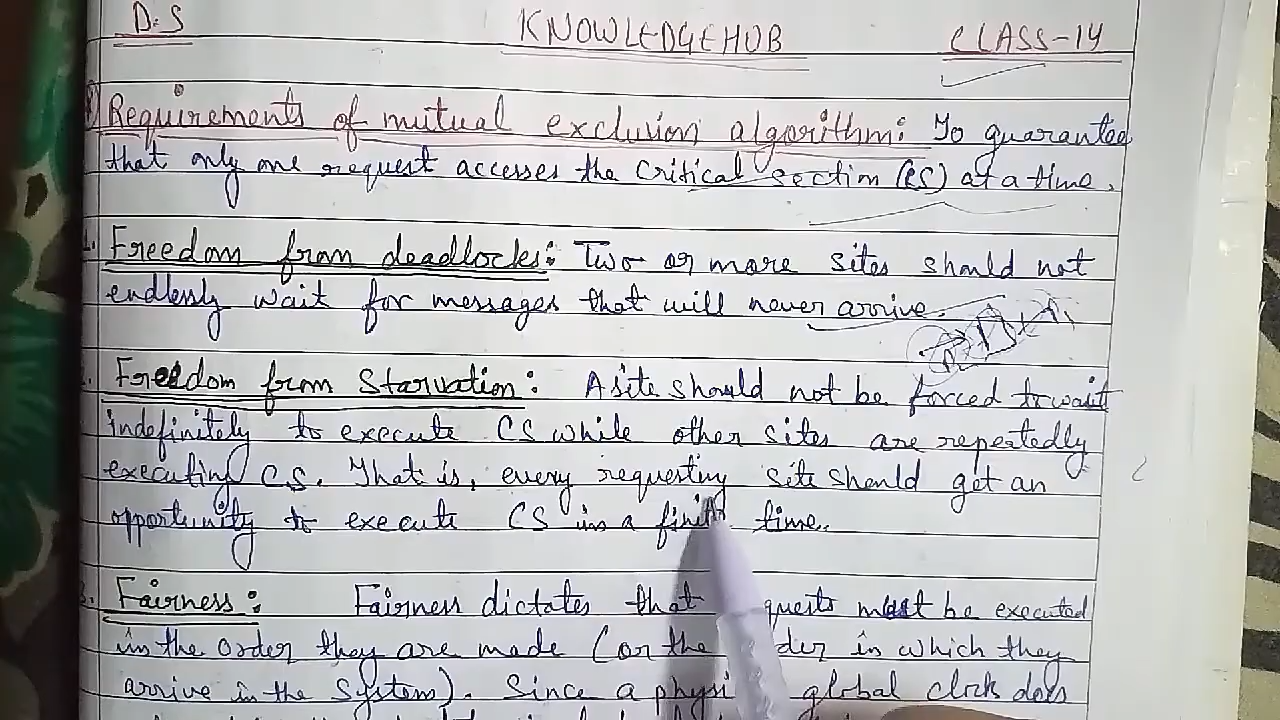 D.S KNOWLEDGEHUB CLASS-14
Requirements of mutual exclusion algorithm: To guarantee
that only one request accesses the Critical section (CS) at a time.
1. Freedom from deadlocks: Two or more sites should not
endlessly wait for messages that will never arrive.
2. Freedom from Starvation: A site should not be forced to wait
indefinitely to execute CS while other sites are repeatedly
executing CS. That is, every requesting site should get an
opportunity to execute CS in a finite time.
3. Fairness: Fairness dictates that quests must be executed
in the order they are made (or the der in which they
arrive in the system). Since a physi global clock does